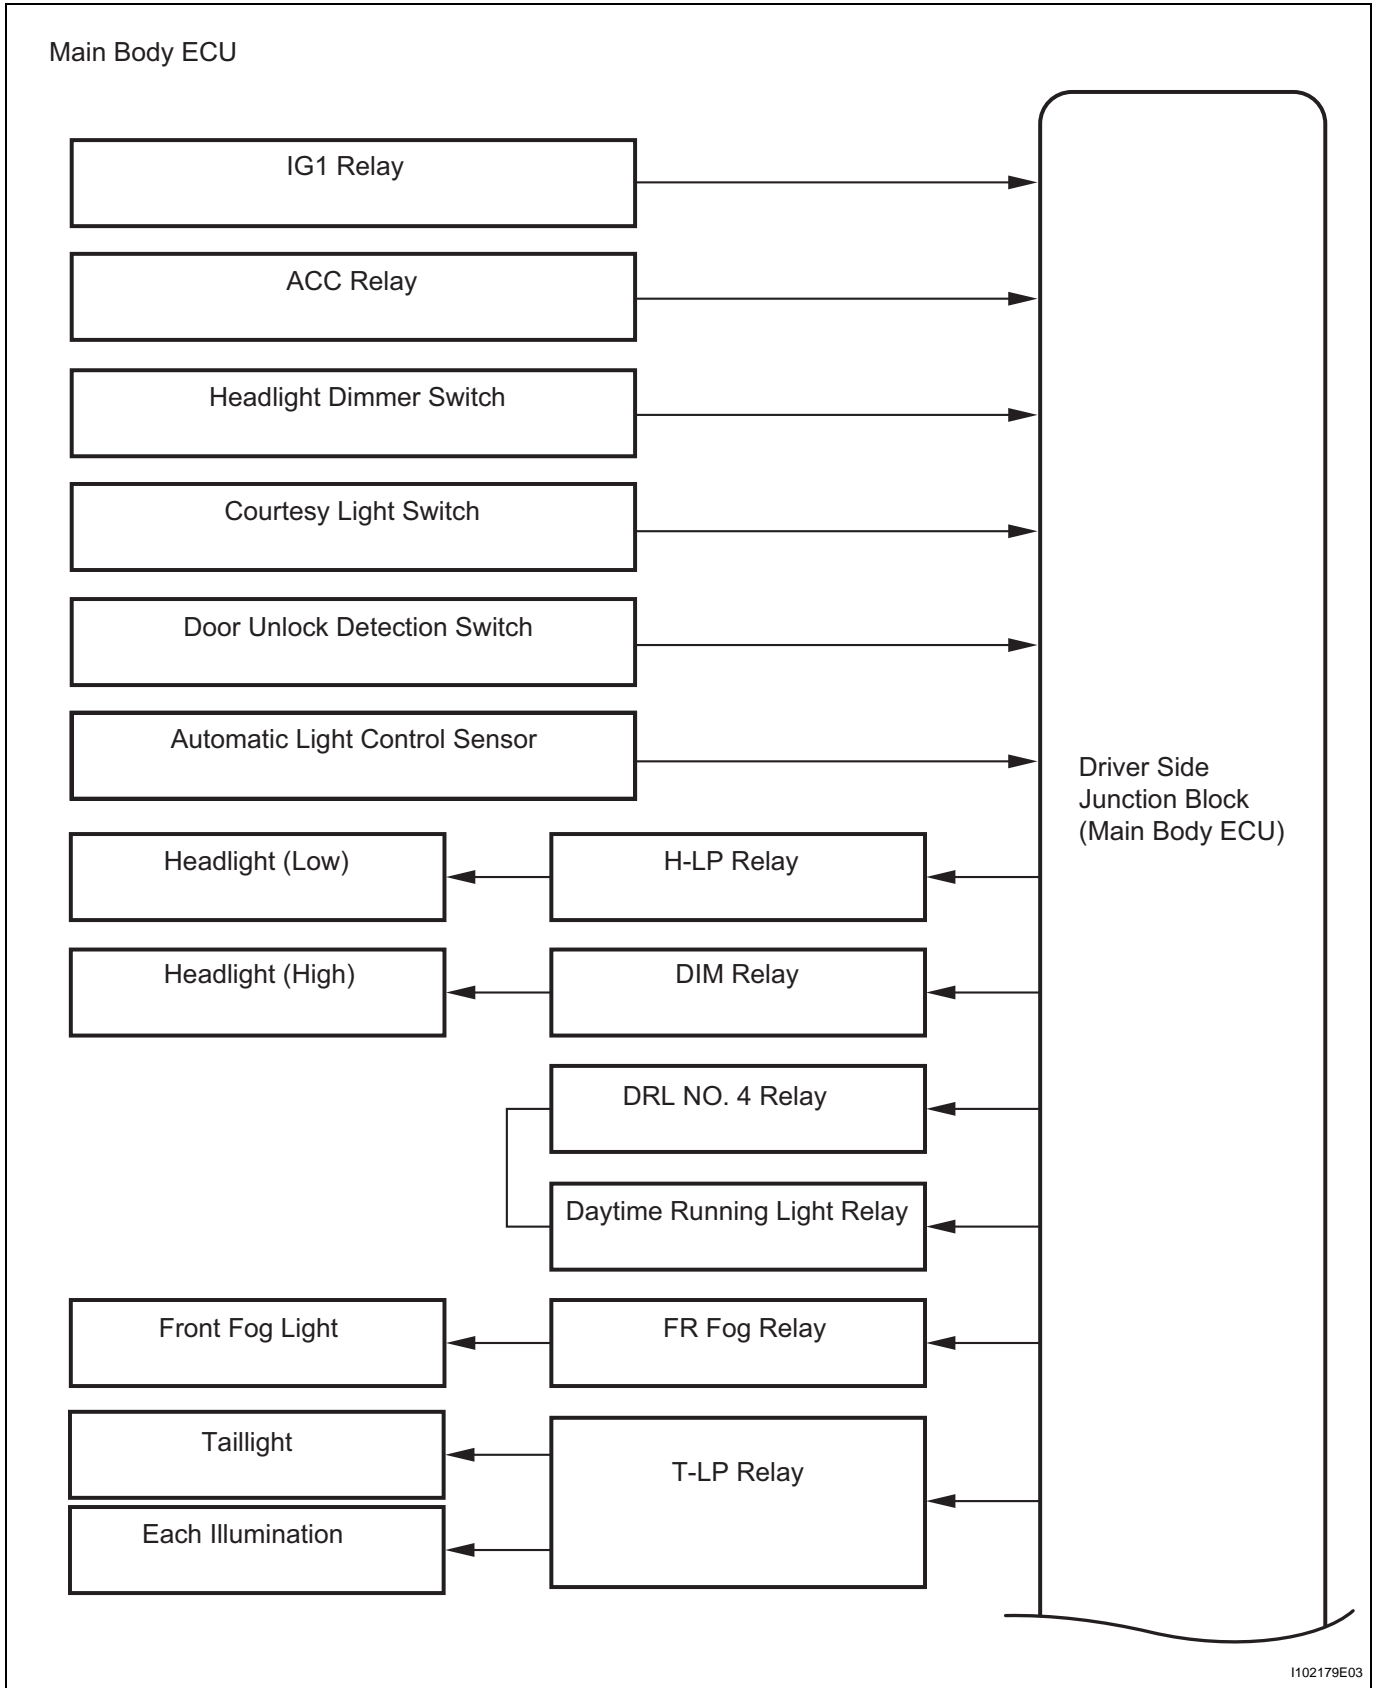 Main Body ECU
IG1 Relay
ACC Relay
Headlight Dimmer Switch
Courtesy Light Switch
Door Unlock Detection Switch
Automatic Light Control Sensor
Driver Side
Junction Block
(Main Body ECU)
Headlight (Low)
H-LP Relay
Headlight (High)
DIM Relay
DRL NO. 4 Relay
Daytime Running Light Relay
Front Fog Light
FR Fog Relay
Taillight
T-LP Relay
Each Illumination
I102179E03